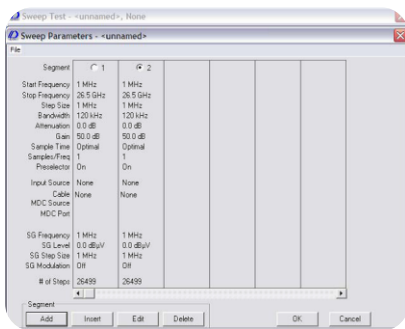 Sweep Test - <unnamed>, None
Sweep Parameters - <unnamed>
File
Segment 1 2
Start Frequency 1 MHz 1 MHz
Stop Frequency 26.5 GHz 26.5 GHz
Step Size 1 MHz 1 MHz
Bandwidth 120 kHz 120 kHz
Attenuation 0.0 dB 0.0 dB
Gain 50.0 dB 50.0 dB
Sample Time Optimal Optimal
Samples/Freq 1 1
Preselector On On
Input Source None None
Cable None None
MDC Source
MDC Port
SG Frequency 1 MHz 1 MHz
SG Level 0.0 dBµV 0.0 dBµV
SG Step Size 1 MHz 1 MHz
SG Modulation Off Off
# of Steps 26499 26499
Segment
Add Insert Edit Delete OK Cancel